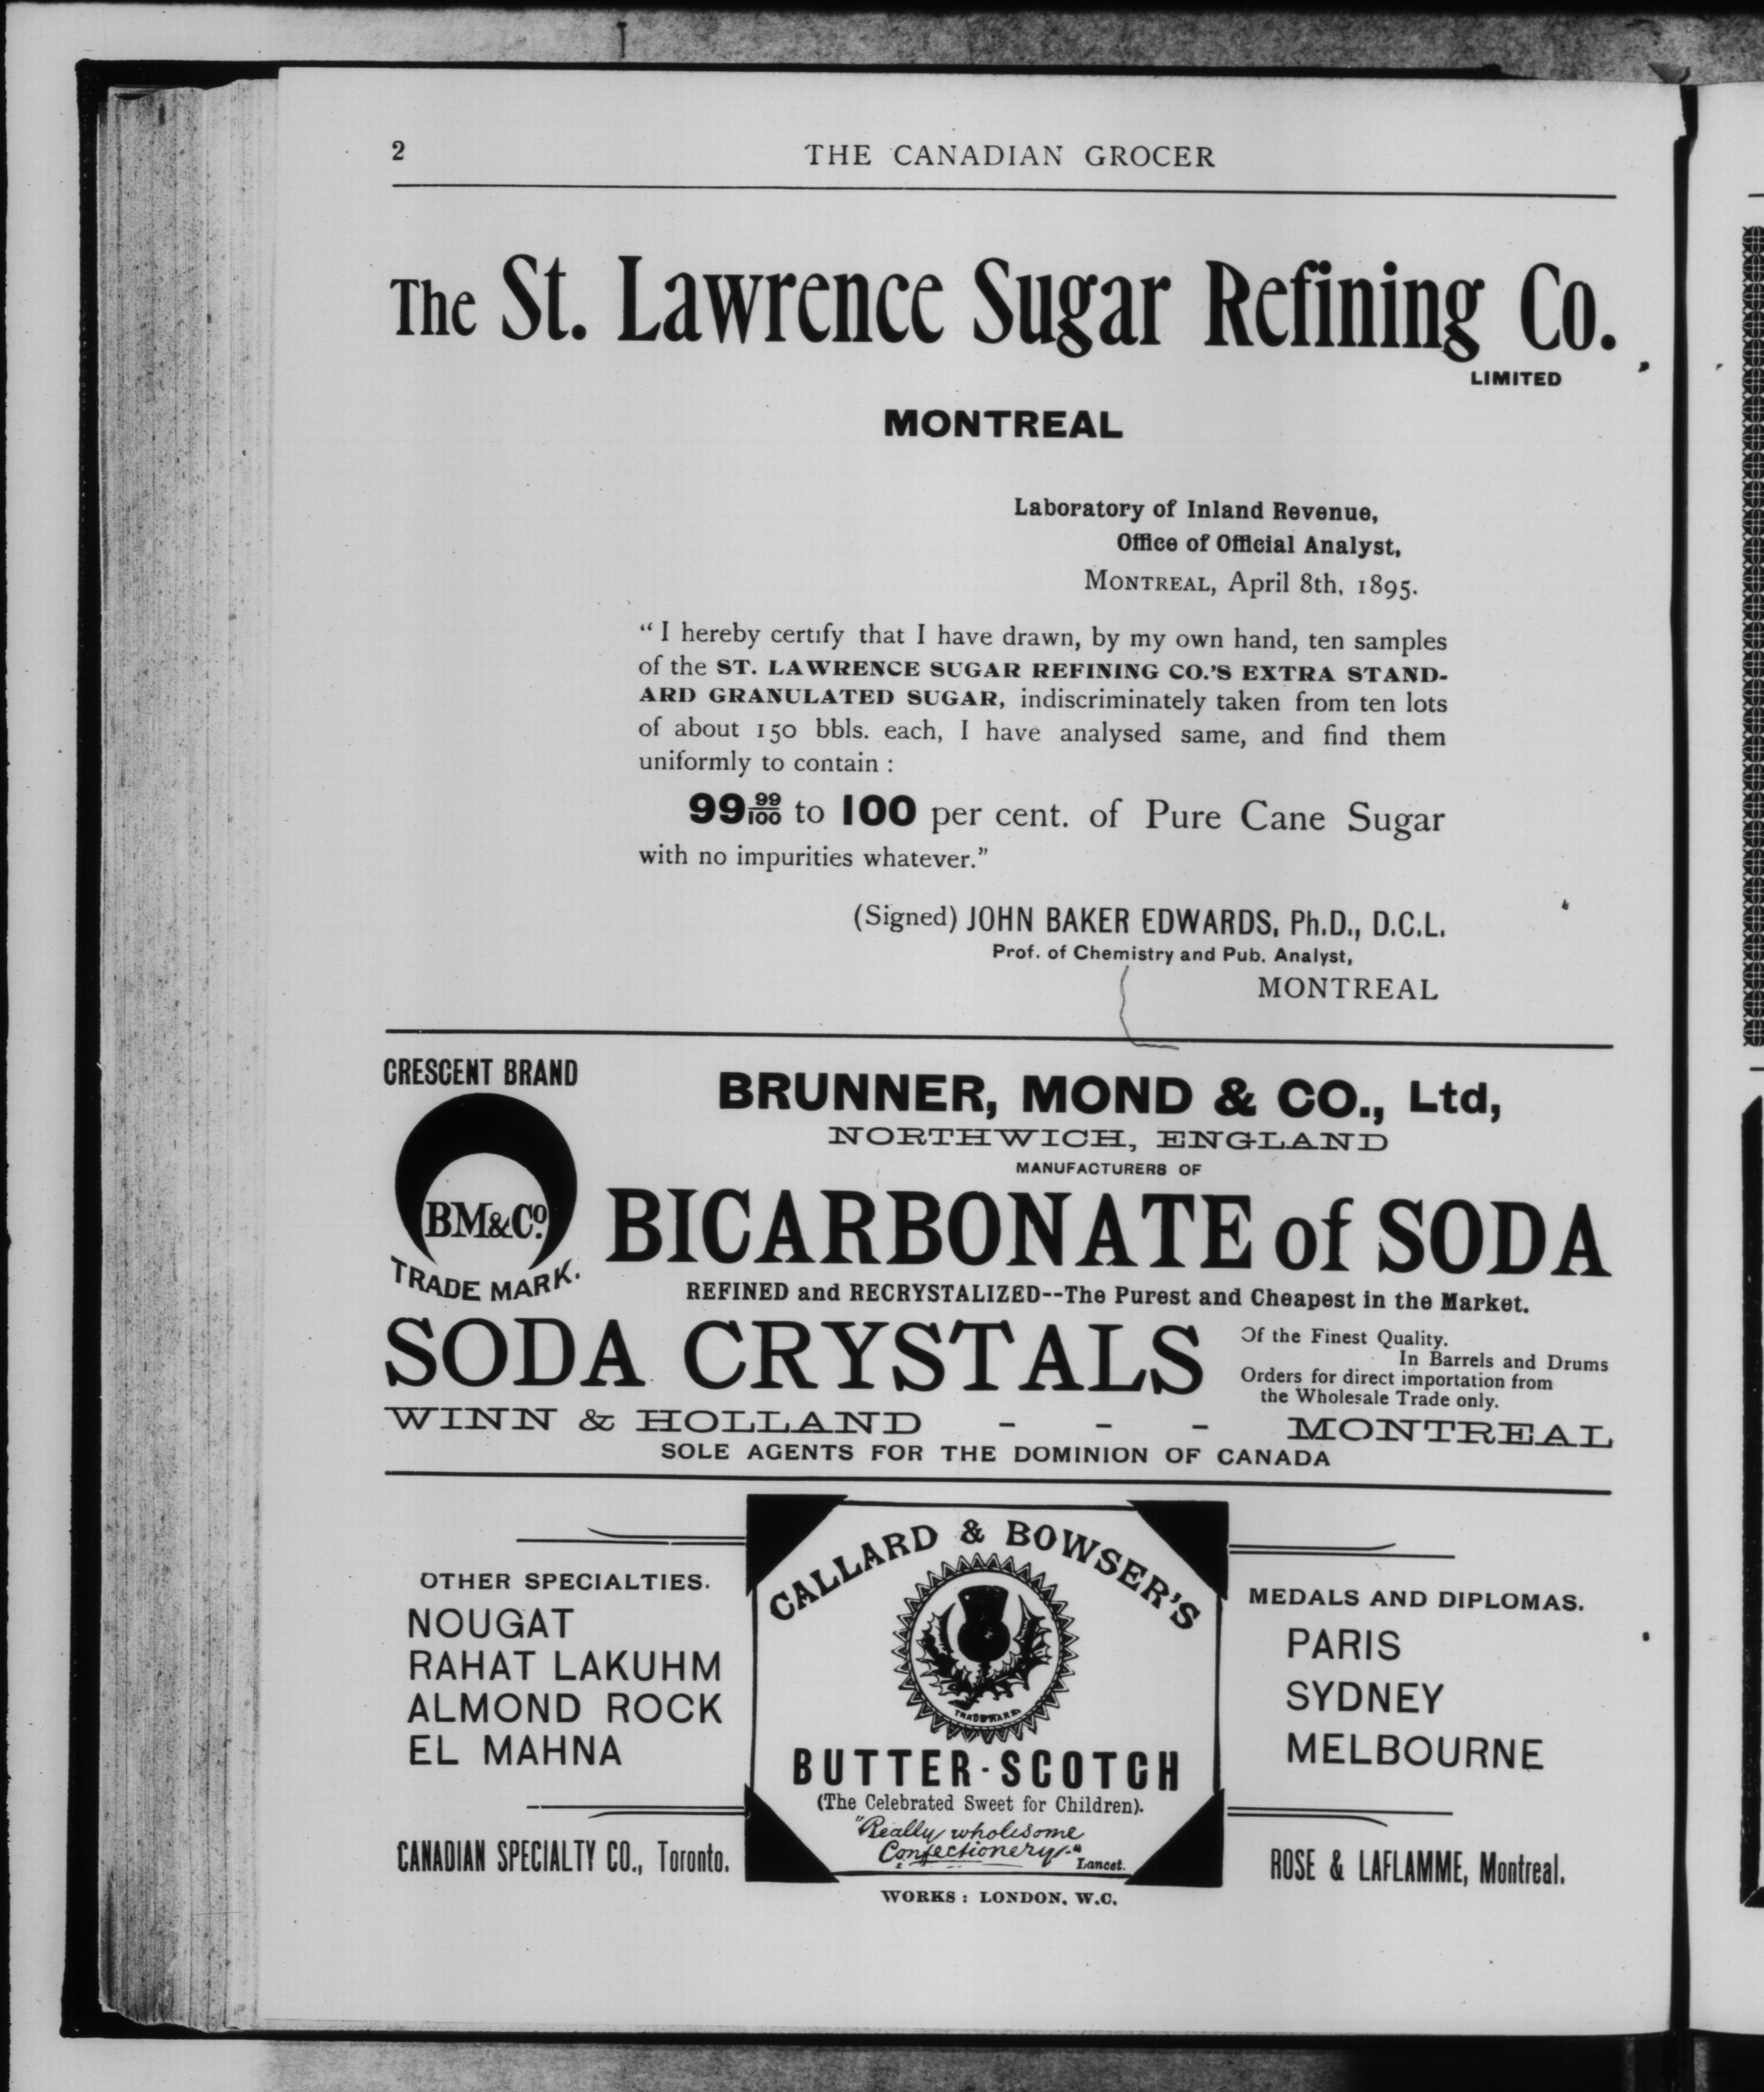 2
THE CANADIAN GROCER
The St. Lawrence Sugar Refining Co.
LIMITED
MONTREAL
Laboratory of Inland Revenue,
Office of Official Analyst,
MONTREAL, April 8th, 1895.
“ I hereby certify that I have drawn, by my own hand, ten samples
of the ST. LAWRENCE SUGAR REFINING CO.'S EXTRA STAND-
ARD GRANULATED SUGAR, indiscriminately taken from ten lots
of about 150 bbls. each, I have analysed same, and find them
uniformly to contain :
99 99/100 to 100 per cent. of Pure Cane Sugar
with no impurities whatever.”
(Signed) JOHN BAKER EDWARDS, Ph.D., D.C.L.
Prof. of Chemistry and Pub. Analyst,
MONTREAL
CRESCENT BRAND
BM&Co.
TRADE MARK.
BRUNNER, MOND & CO., Ltd,
NORTHWICH, ENGLAND
MANUFACTURERS OF
BICARBONATE of SODA
REFINED and RECRYSTALIZED--The Purest and Cheapest in the Market.
SODA CRYSTALS
Of the Finest Quality.
In Barrels and Drums
Orders for direct importation from
the Wholesale Trade only.
WINN & HOLLAND - - - MONTREAL
SOLE AGENTS FOR THE DOMINION OF CANADA
OTHER SPECIALTIES.
NOUGAT
RAHAT LAKUHM
ALMOND ROCK
EL MAHNA
CANADIAN SPECIALTY CO., Toronto.
CALLARD & BOWSER'S
TRADE MARK
BUTTER-SCOTCH
(The Celebrated Sweet for Children).
"Really wholesome
Confectionery."
Lancet.
WORKS : LONDON, W.C.
MEDALS AND DIPLOMAS.
PARIS
SYDNEY
MELBOURNE
ROSE & LAFLAMME, Montreal.